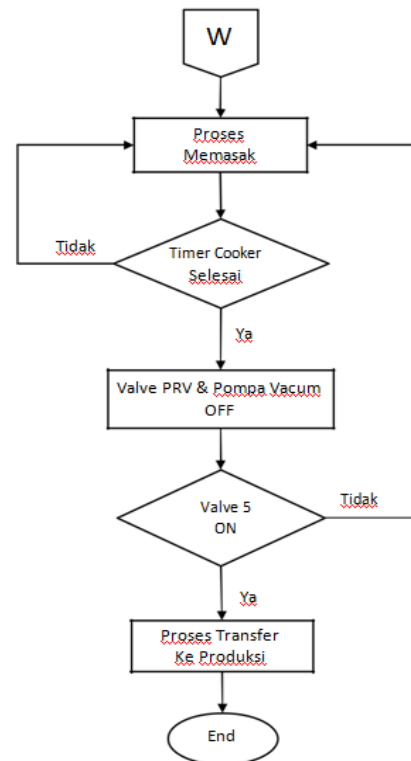 W
Proses
Memasak
Tidak
Timer Cooker
Selesai
Ya
Valve PRV & Pompa Vacum
OFF
Valve 5
ON
Tidak
Ya
Proses Transfer
Ke Produksi
End